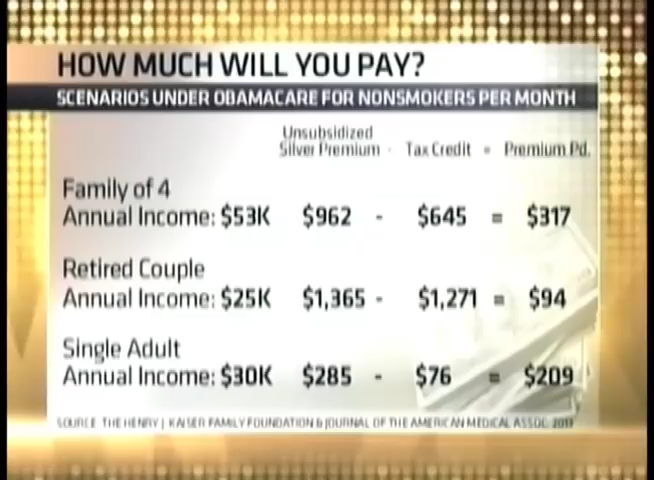 HOW MUCH WILL YOU PAY?
SCENARIOS UNDER OBAMACARE FOR NONSMOKERS PER MONTH
Unsubsidized
Silver Premium - Tax Credit = Premium Pd.
Family of 4
Annual Income: $53K $962 - $645 = $317
Retired Couple
Annual Income: $25K $1,365 - $1,271 = $94
Single Adult
Annual Income: $30K $285 - $76 = $209
SOURCE THE HENRY J KAISER FAMILY FOUNDATION & JOURNAL OF THE AMERICAN MEDICAL ASSOC. 2013